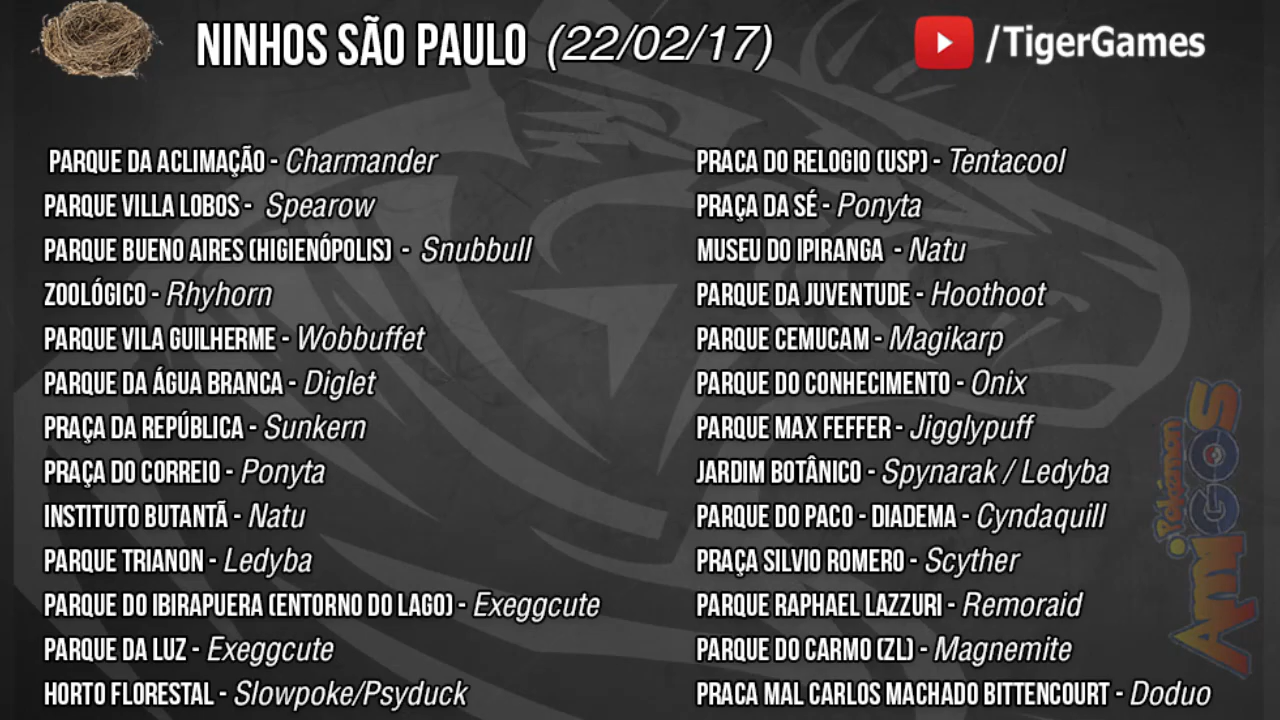 NINHOS SÃO PAULO (22/02/17)
/TigerGames
PARQUE DA ACLIMAÇÃO - Charmander
PARQUE VILLA LOBOS - Spearow
PARQUE BUENO AIRES (HIGIENÓPOLIS) - Snubbull
ZOOLÓGICO - Rhyhorn
PARQUE VILA GUILHERME - Wobbuffet
PARQUE DA ÁGUA BRANCA - Diglet
PRAÇA DA REPÚBLICA - Sunkern
PRAÇA DO CORREIO - Ponyta
INSTITUTO BUTANTÃ - Natu
PARQUE TRIANON - Ledyba
PARQUE DO IBIRAPUERA (ENTORNO DO LAGO) - Exeggcute
PARQUE DA LUZ - Exeggcute
HORTO FLORESTAL - Slowpoke/Psyduck
PRACA DO RELOGIO (USP) - Tentacool
PRAÇA DA SÉ - Ponyta
MUSEU DO IPIRANGA - Natu
PARQUE DA JUVENTUDE - Hoothoot
PARQUE CEMUCAM - Magikarp
PARQUE DO CONHECIMENTO - Onix
PARQUE MAX FEFFER - Jigglypuff
JARDIM BOTÂNICO - Spynarak / Ledyba
PARQUE DO PACO - DIADEMA - Cyndaquill
PRAÇA SILVIO ROMERO - Scyther
PARQUE RAPHAEL LAZZURI - Remoraid
PARQUE DO CARMO (ZL) - Magnemite
PRACA MAL CARLOS MACHADO BITTENCOURT - Doduo
Pokémon
Amigos